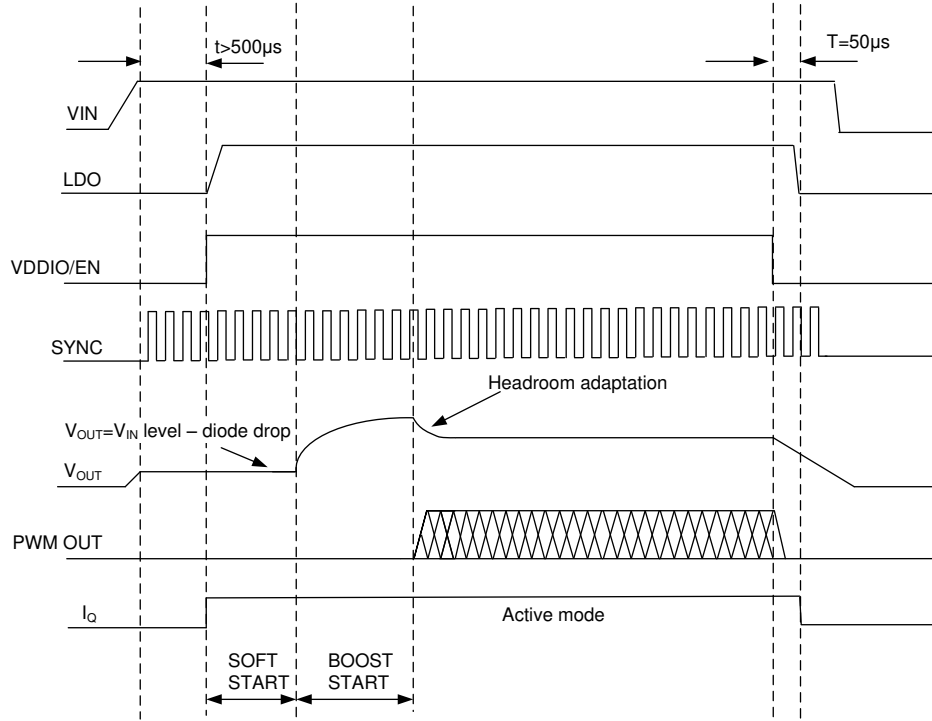 t>500µs
T=50µs
VIN
LDO
VDDIO/EN
SYNC
Headroom adaptation
VOUT=VIN level – diode drop
VOUT
PWM OUT
IQ
Active mode
SOFT START
BOOST START